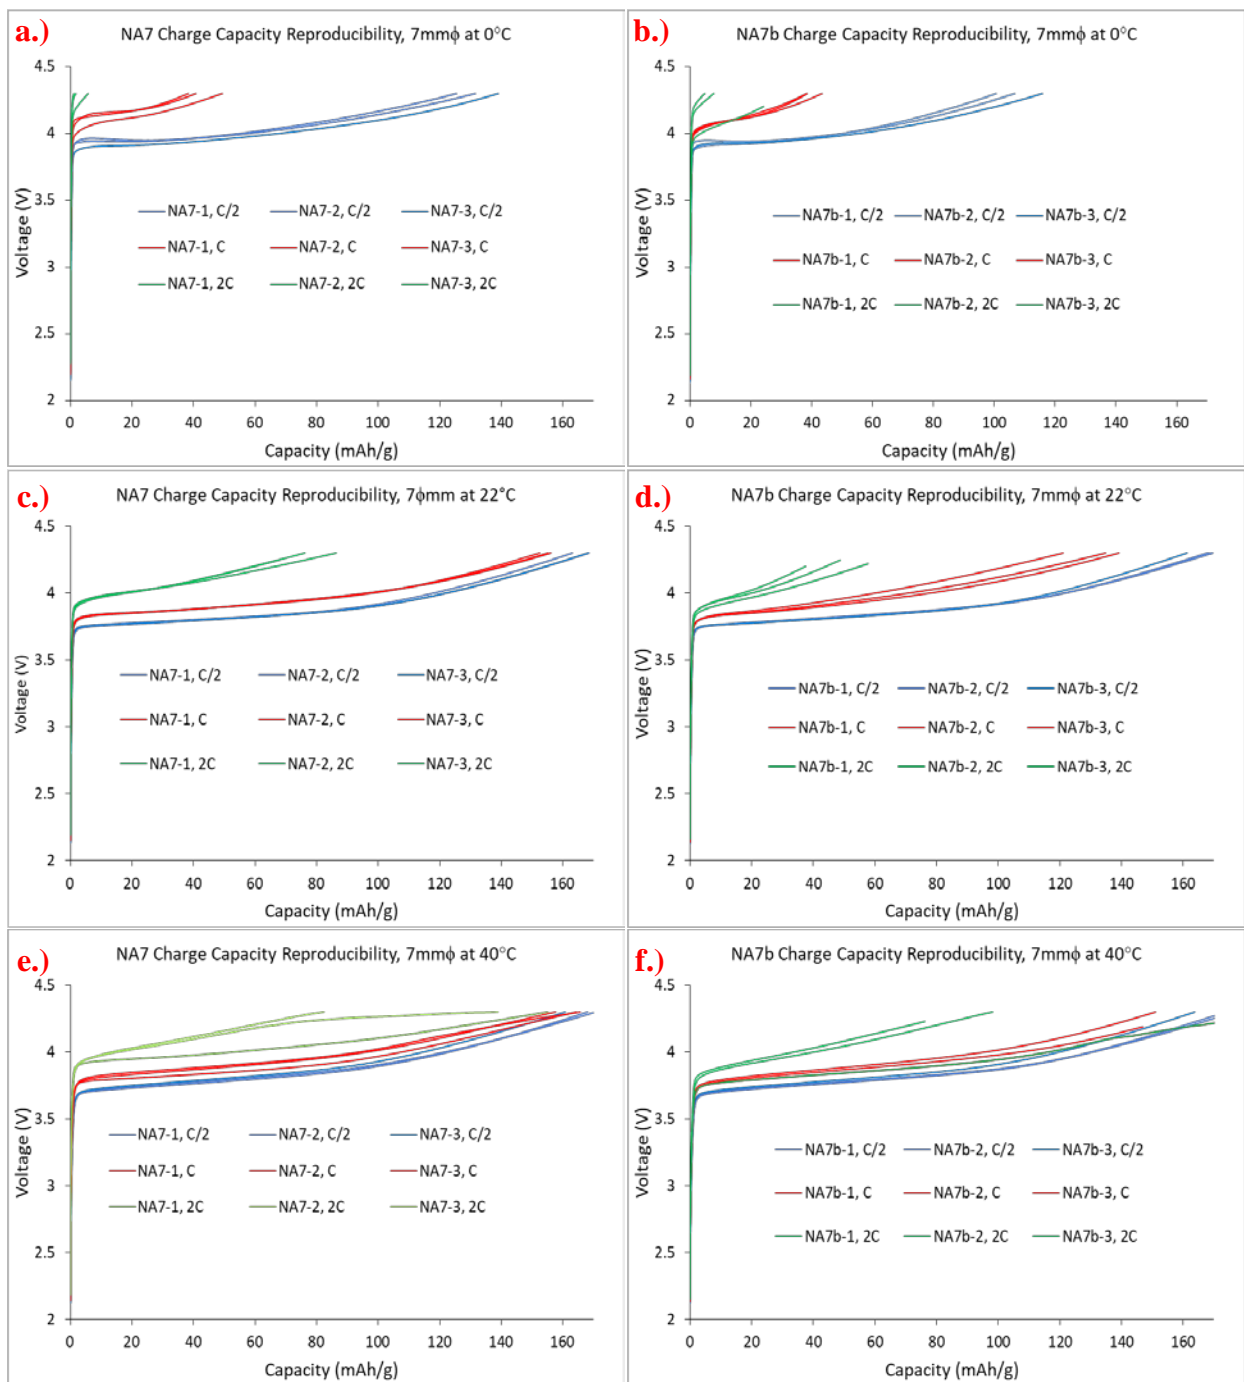 a.)
NA7 Charge Capacity Reproducibility, 7mmϕ at 0°C
4.5
4
3.5
3
2.5
2
Voltage (V)
NA7-1, C/2 NA7-2, C/2 NA7-3, C/2
NA7-1, C NA7-2, C NA7-3, C
NA7-1, 2C NA7-2, 2C NA7-3, 2C
0 20 40 60 80 100 120 140 160
Capacity (mAh/g)
b.)
NA7b Charge Capacity Reproducibility, 7mmϕ at 0°C
4.5
4
3.5
3
2.5
2
Voltage (V)
NA7b-1, C/2 NA7b-2, C/2 NA7b-3, C/2
NA7b-1, C NA7b-2, C NA7b-3, C
NA7b-1, 2C NA7b-2, 2C NA7b-3, 2C
0 20 40 60 80 100 120 140 160
Capacity (mAh/g)
c.)
NA7 Charge Capacity Reproducibility, 7ϕmm at 22°C
4.5
4
3.5
3
2.5
2
Voltage (V)
NA7-1, C/2 NA7-2, C/2 NA7-3, C/2
NA7-1, C NA7-2, C NA7-3, C
NA7-1, 2C NA7-2, 2C NA7-3, 2C
0 20 40 60 80 100 120 140 160
Capacity (mAh/g)
d.)
NA7b Charge Capacity Reproducibility, 7mmϕ at 22°C
4.5
4
3.5
3
2.5
2
Voltage (V)
NA7b-1, C/2 NA7b-2, C/2 NA7b-3, C/2
NA7b-1, C NA7b-2, C NA7b-3, C
NA7b-1, 2C NA7b-2, 2C NA7b-3, 2C
0 20 40 60 80 100 120 140 160
Capacity (mAh/g)
e.)
NA7 Charge Capacity Reproducibility, 7mmϕ at 40°C
4.5
4
3.5
3
2.5
2
Voltage (V)
NA7-1, C/2 NA7-2, C/2 NA7-3, C/2
NA7-1, C NA7-2, C NA7-3, C
NA7-1, 2C NA7-2, 2C NA7-3, 2C
0 20 40 60 80 100 120 140 160
Capacity (mAh/g)
f.)
NA7b Charge Capacity Reproducibility, 7mmϕ at 40°C
4.5
4
3.5
3
2.5
2
Voltage (V)
NA7b-1, C/2 NA7b-2, C/2 NA7b-3, C/2
NA7b-1, C NA7b-2, C NA7b-3, C
NA7b-1, 2C NA7b-2, 2C NA7b-3, 2C
0 20 40 60 80 100 120 140 160
Capacity (mAh/g)